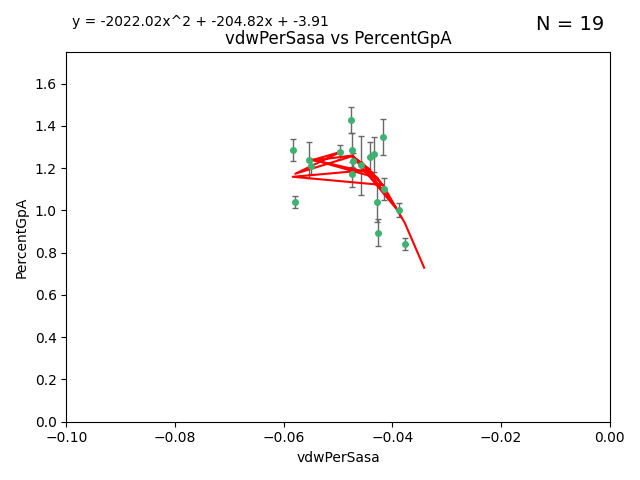 y = -2022.02x^2 + -204.82x + -3.91
N = 19
vdwPerSasa vs PercentGpA
1.6
1.4
1.2
1.0
0.8
0.6
0.4
0.2
0.0
PercentGpA
−0.10 −0.08 −0.06 −0.04 −0.02 0.00
vdwPerSasa